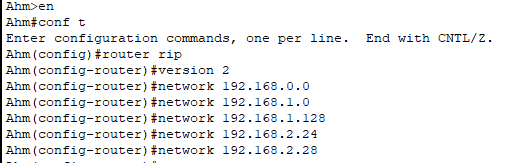 Ahm>en
Ahm#conf t
Enter configuration commands, one per line.  End with CNTL/Z.
Ahm(config)#router rip
Ahm(config-router)#version 2
Ahm(config-router)#network 192.168.0.0
Ahm(config-router)#network 192.168.1.0
Ahm(config-router)#network 192.168.1.128
Ahm(config-router)#network 192.168.2.24
Ahm(config-router)#network 192.168.2.28